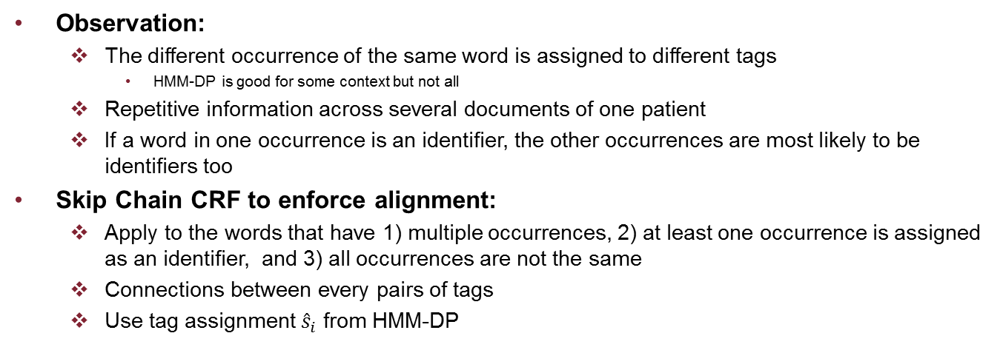 • Observation:
❖ The different occurrence of the same word is assigned to different tags
• HMM-DP is good for some context but not all
❖ Repetitive information across several documents of one patient
❖ If a word in one occurrence is an identifier, the other occurrences are most likely to be
identifiers too
• Skip Chain CRF to enforce alignment:
❖ Apply to the words that have 1) multiple occurrences, 2) at least one occurrence is assigned
as an identifier, and 3) all occurrences are not the same
❖ Connections between every pairs of tags
❖ Use tag assignment ŝᵢ from HMM-DP